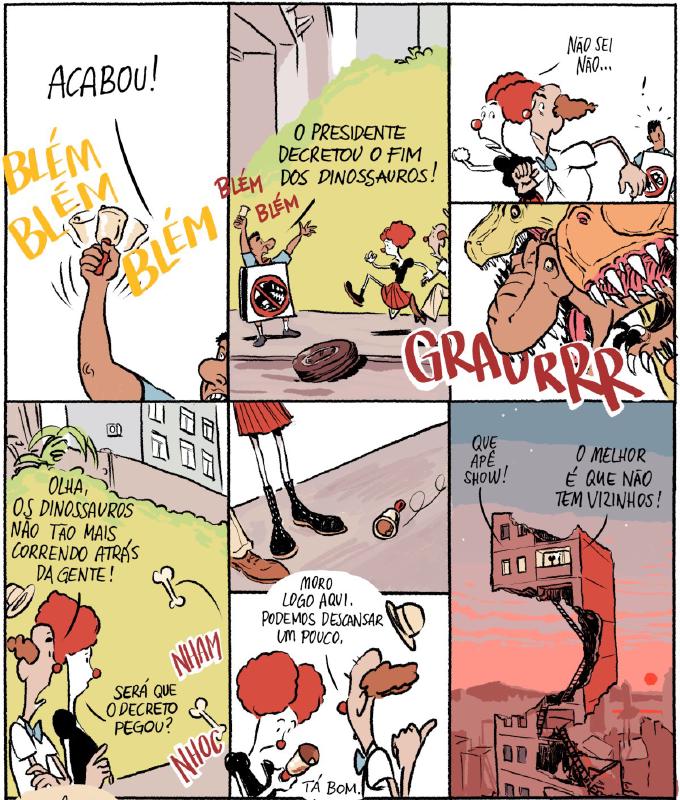 ACABOU!
BLÉM
BLÉM
BLÉM
O PRESIDENTE
DECRETOU O FIM
DOS DINOSSAUROS!
BLÉM
BLÉM
NÃO SEI
NÃO...
!
GRAURRR
OLHA,
OS DINOSSAUROS
NÃO TÃO MAIS
CORRENDO ATRÁS
DA GENTE!
NHAM
SERÁ QUE
O DECRETO
PEGOU?
NHOC
MORO
LOGO AQUI.
PODEMOS DESCANSAR
UM POUCO.
TÁ BOM.
QUE
APÊ
SHOW!
O MELHOR
É QUE NÃO
TEM VIZINHOS!